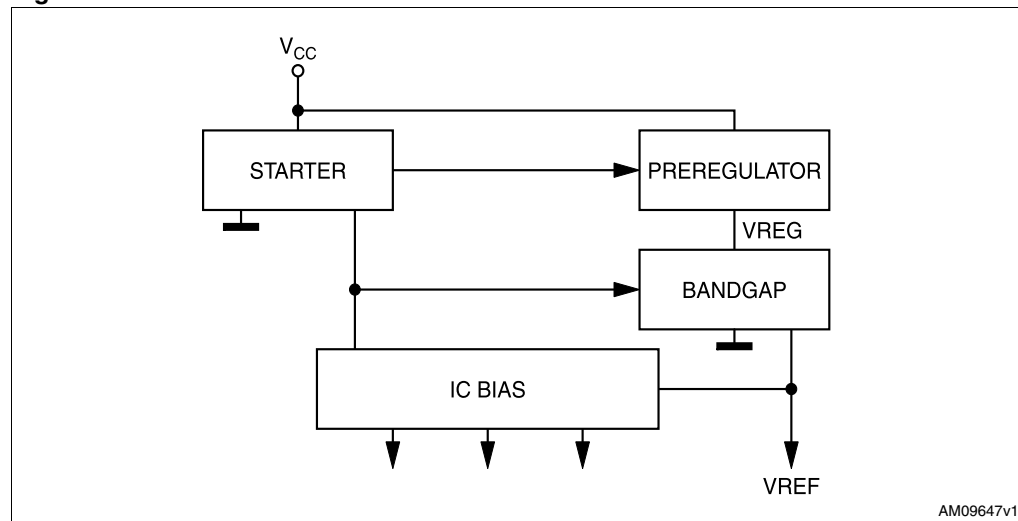 VCC
STARTER
PREREGULATOR
VREG
BANDGAP
IC BIAS
VREF
AM09647v1